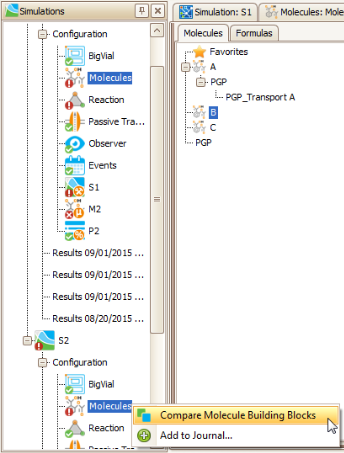 Simulations
Configuration
BigVial
Molecules
Reaction
Passive Tra...
Observer
Events
S1
M2
P2
Results 09/01/2015 ...
Results 09/01/2015 ...
Results 09/01/2015 ...
Results 08/20/2015 ...
S2
Configuration
BigVial
Molecules
Reaction
Passive Tra...
Simulation: S1
Molecules: Mole
Molecules
Formulas
Favorites
A
PGP
PGP_Transport A
B
C
PGP
Compare Molecule Building Blocks
Add to Journal...